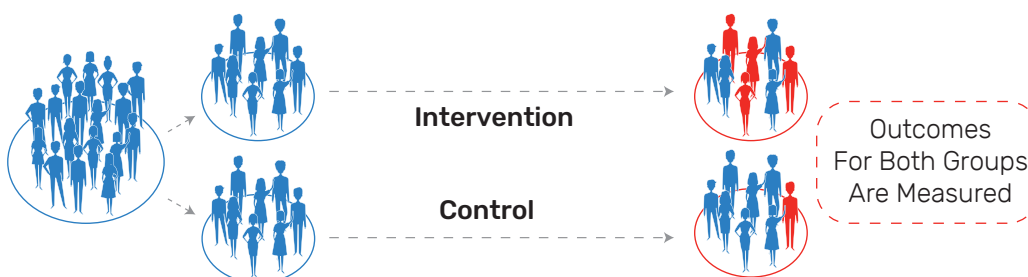 Intervention
Control
Outcomes
For Both Groups
Are Measured